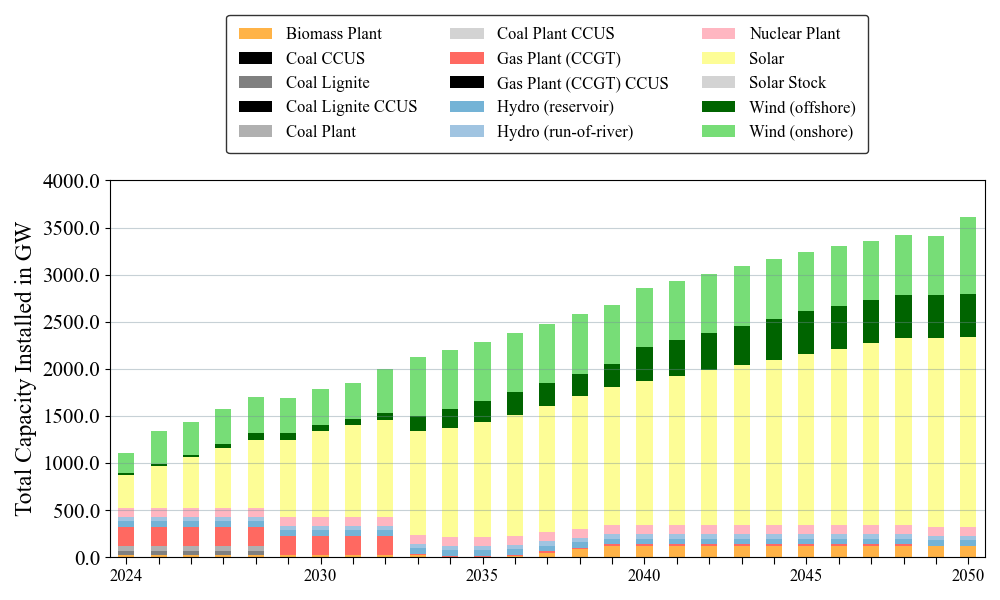 Biomass Plant
Coal CCUS
Coal Lignite
Coal Lignite CCUS
Coal Plant
Coal Plant CCUS
Gas Plant (CCGT)
Gas Plant (CCGT) CCUS
Hydro (reservoir)
Hydro (run-of-river)
Nuclear Plant
Solar
Solar Stock
Wind (offshore)
Wind (onshore)
Total Capacity Installed in GW
4000.0
3500.0
3000.0
2500.0
2000.0
1500.0
1000.0
500.0
0.0
2024
2030
2035
2040
2045
2050